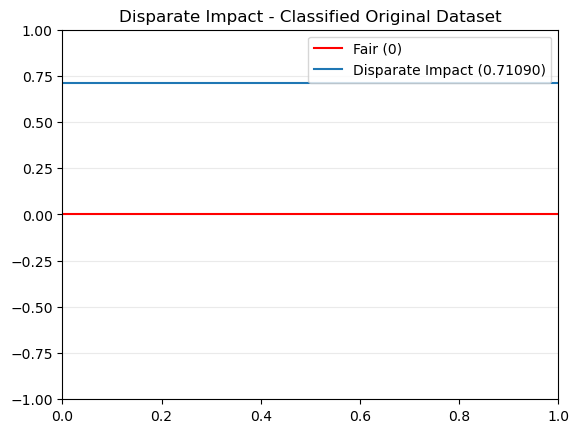 Disparate Impact - Classified Original Dataset
1.00
0.75
0.50
0.25
0.00
−0.25
−0.50
−0.75
−1.00
Fair (0)
Disparate Impact (0.71090)
0.0 0.2 0.4 0.6 0.8 1.0